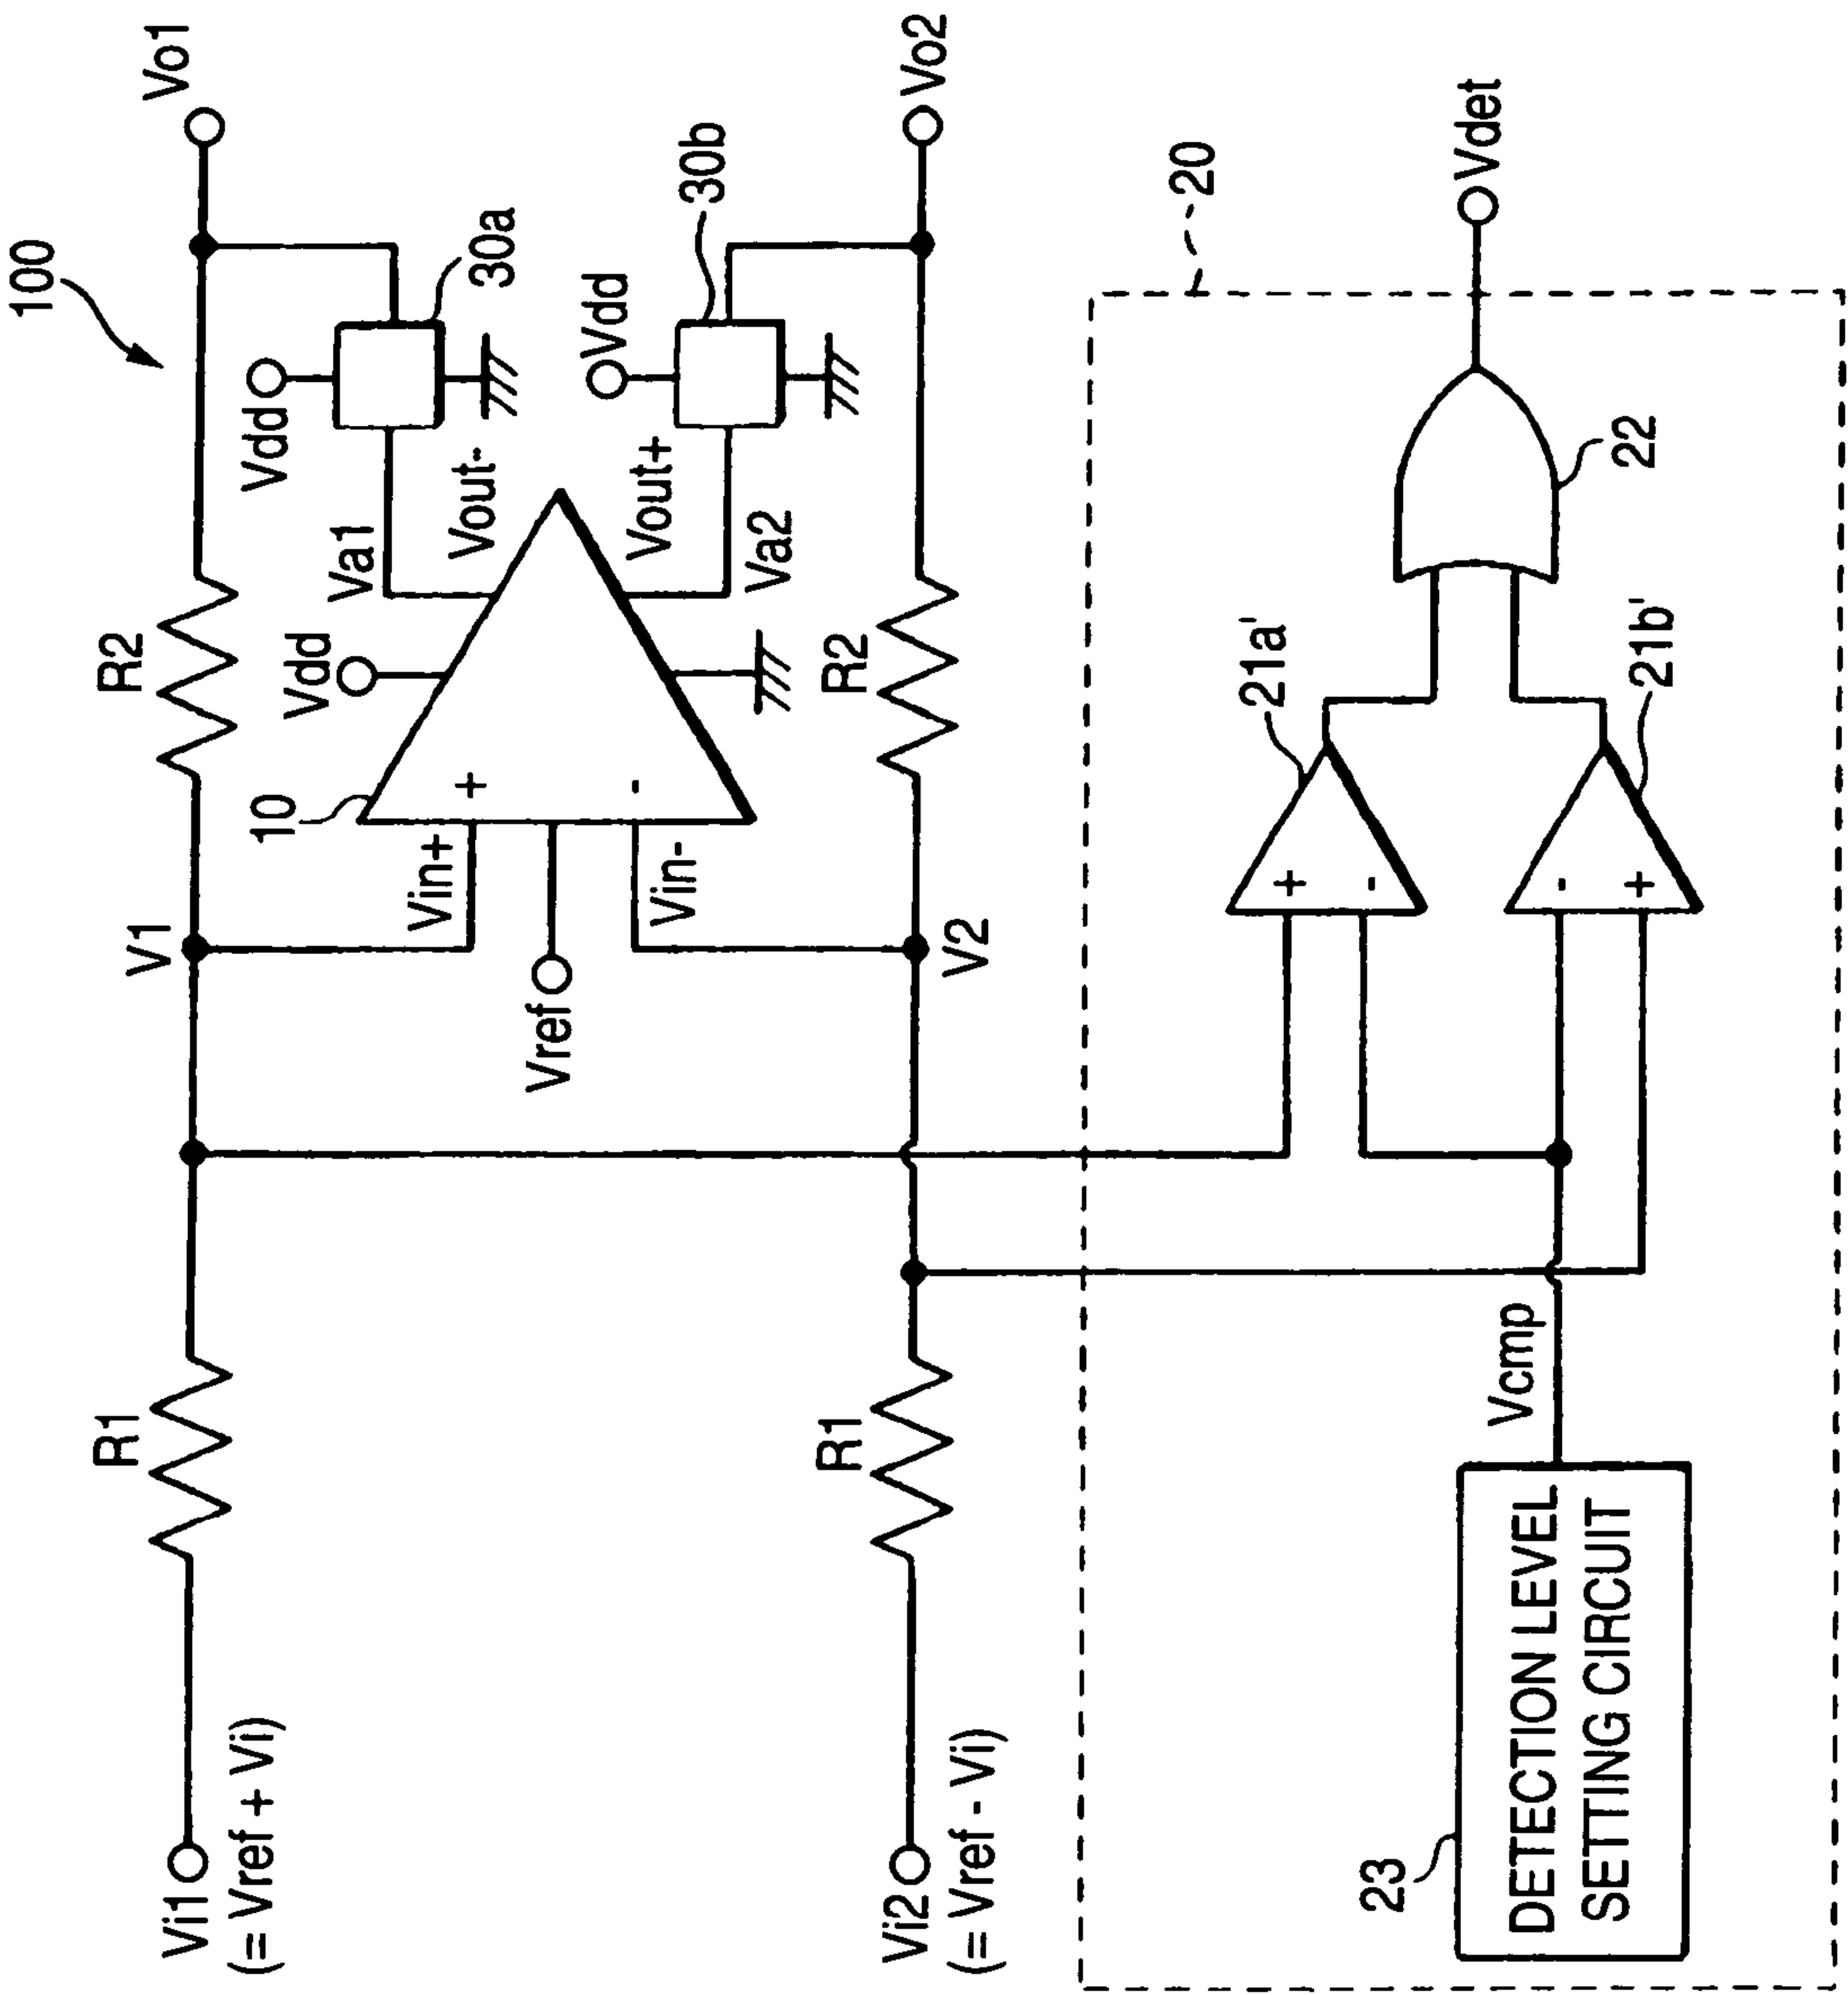 100
Vi1
(= Vref + Vi)
R1
V1
R2
Vo1
10
Vdd
Va1
Vdd
30a
Vin+
+
Vout-
Vref
Vin-
-
Vout+
Vdd
30b
Va2
Vi2
(= Vref - Vi)
R1
V2
R2
Vo2
20
23
DETECTION LEVEL
SETTING CIRCUIT
Vcmp
+
-
21a'
-
+
21b'
22
Vdet